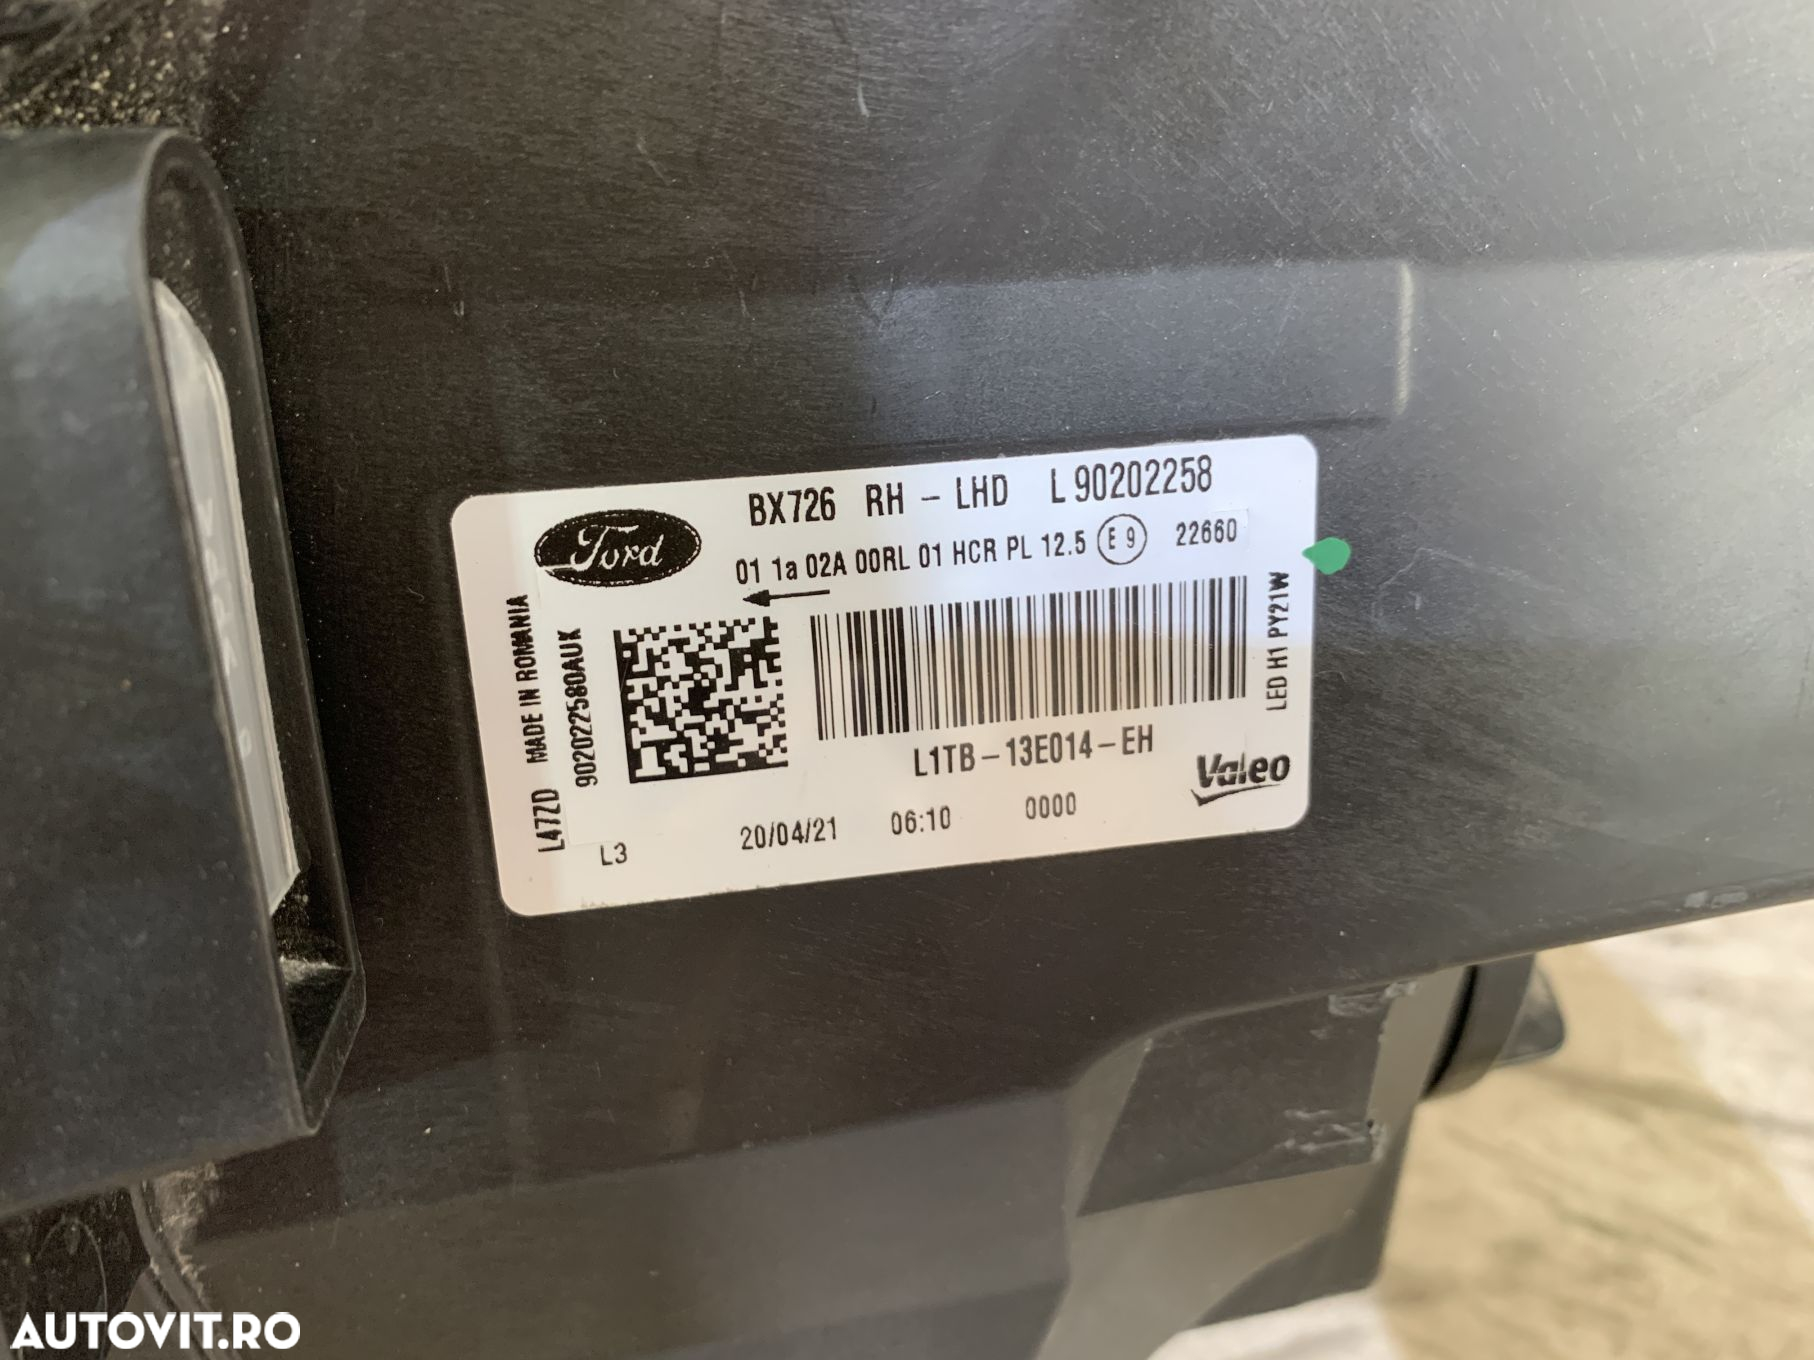 BX726 RH - LHD L 90202258
Ford
01 1a 02A 00RL 01 HCR PL 12.5 E 9 22660
L47ZD MADE IN ROMANIA
902022580AUK
LED H1 PY21W
L1TB-13E014-EH
Valeo
L3 20/04/21 06:10 0000
AUTOVIT.RO